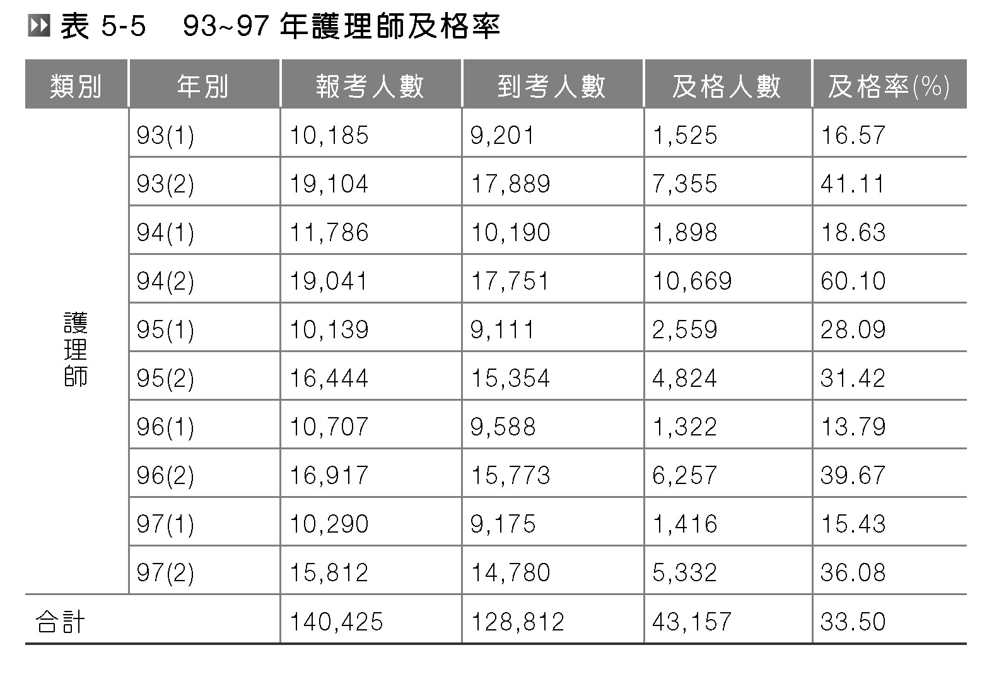 表 5-5 93~97 年護理師及格率
類別 年別 報考人數 到考人數 及格人數 及格率(%)
護理師
93(1) 10,185 9,201 1,525 16.57
93(2) 19,104 17,889 7,355 41.11
94(1) 11,786 10,190 1,898 18.63
94(2) 19,041 17,751 10,669 60.10
95(1) 10,139 9,111 2,559 28.09
95(2) 16,444 15,354 4,824 31.42
96(1) 10,707 9,588 1,322 13.79
96(2) 16,917 15,773 6,257 39.67
97(1) 10,290 9,175 1,416 15.43
97(2) 15,812 14,780 5,332 36.08
合計 140,425 128,812 43,157 33.50